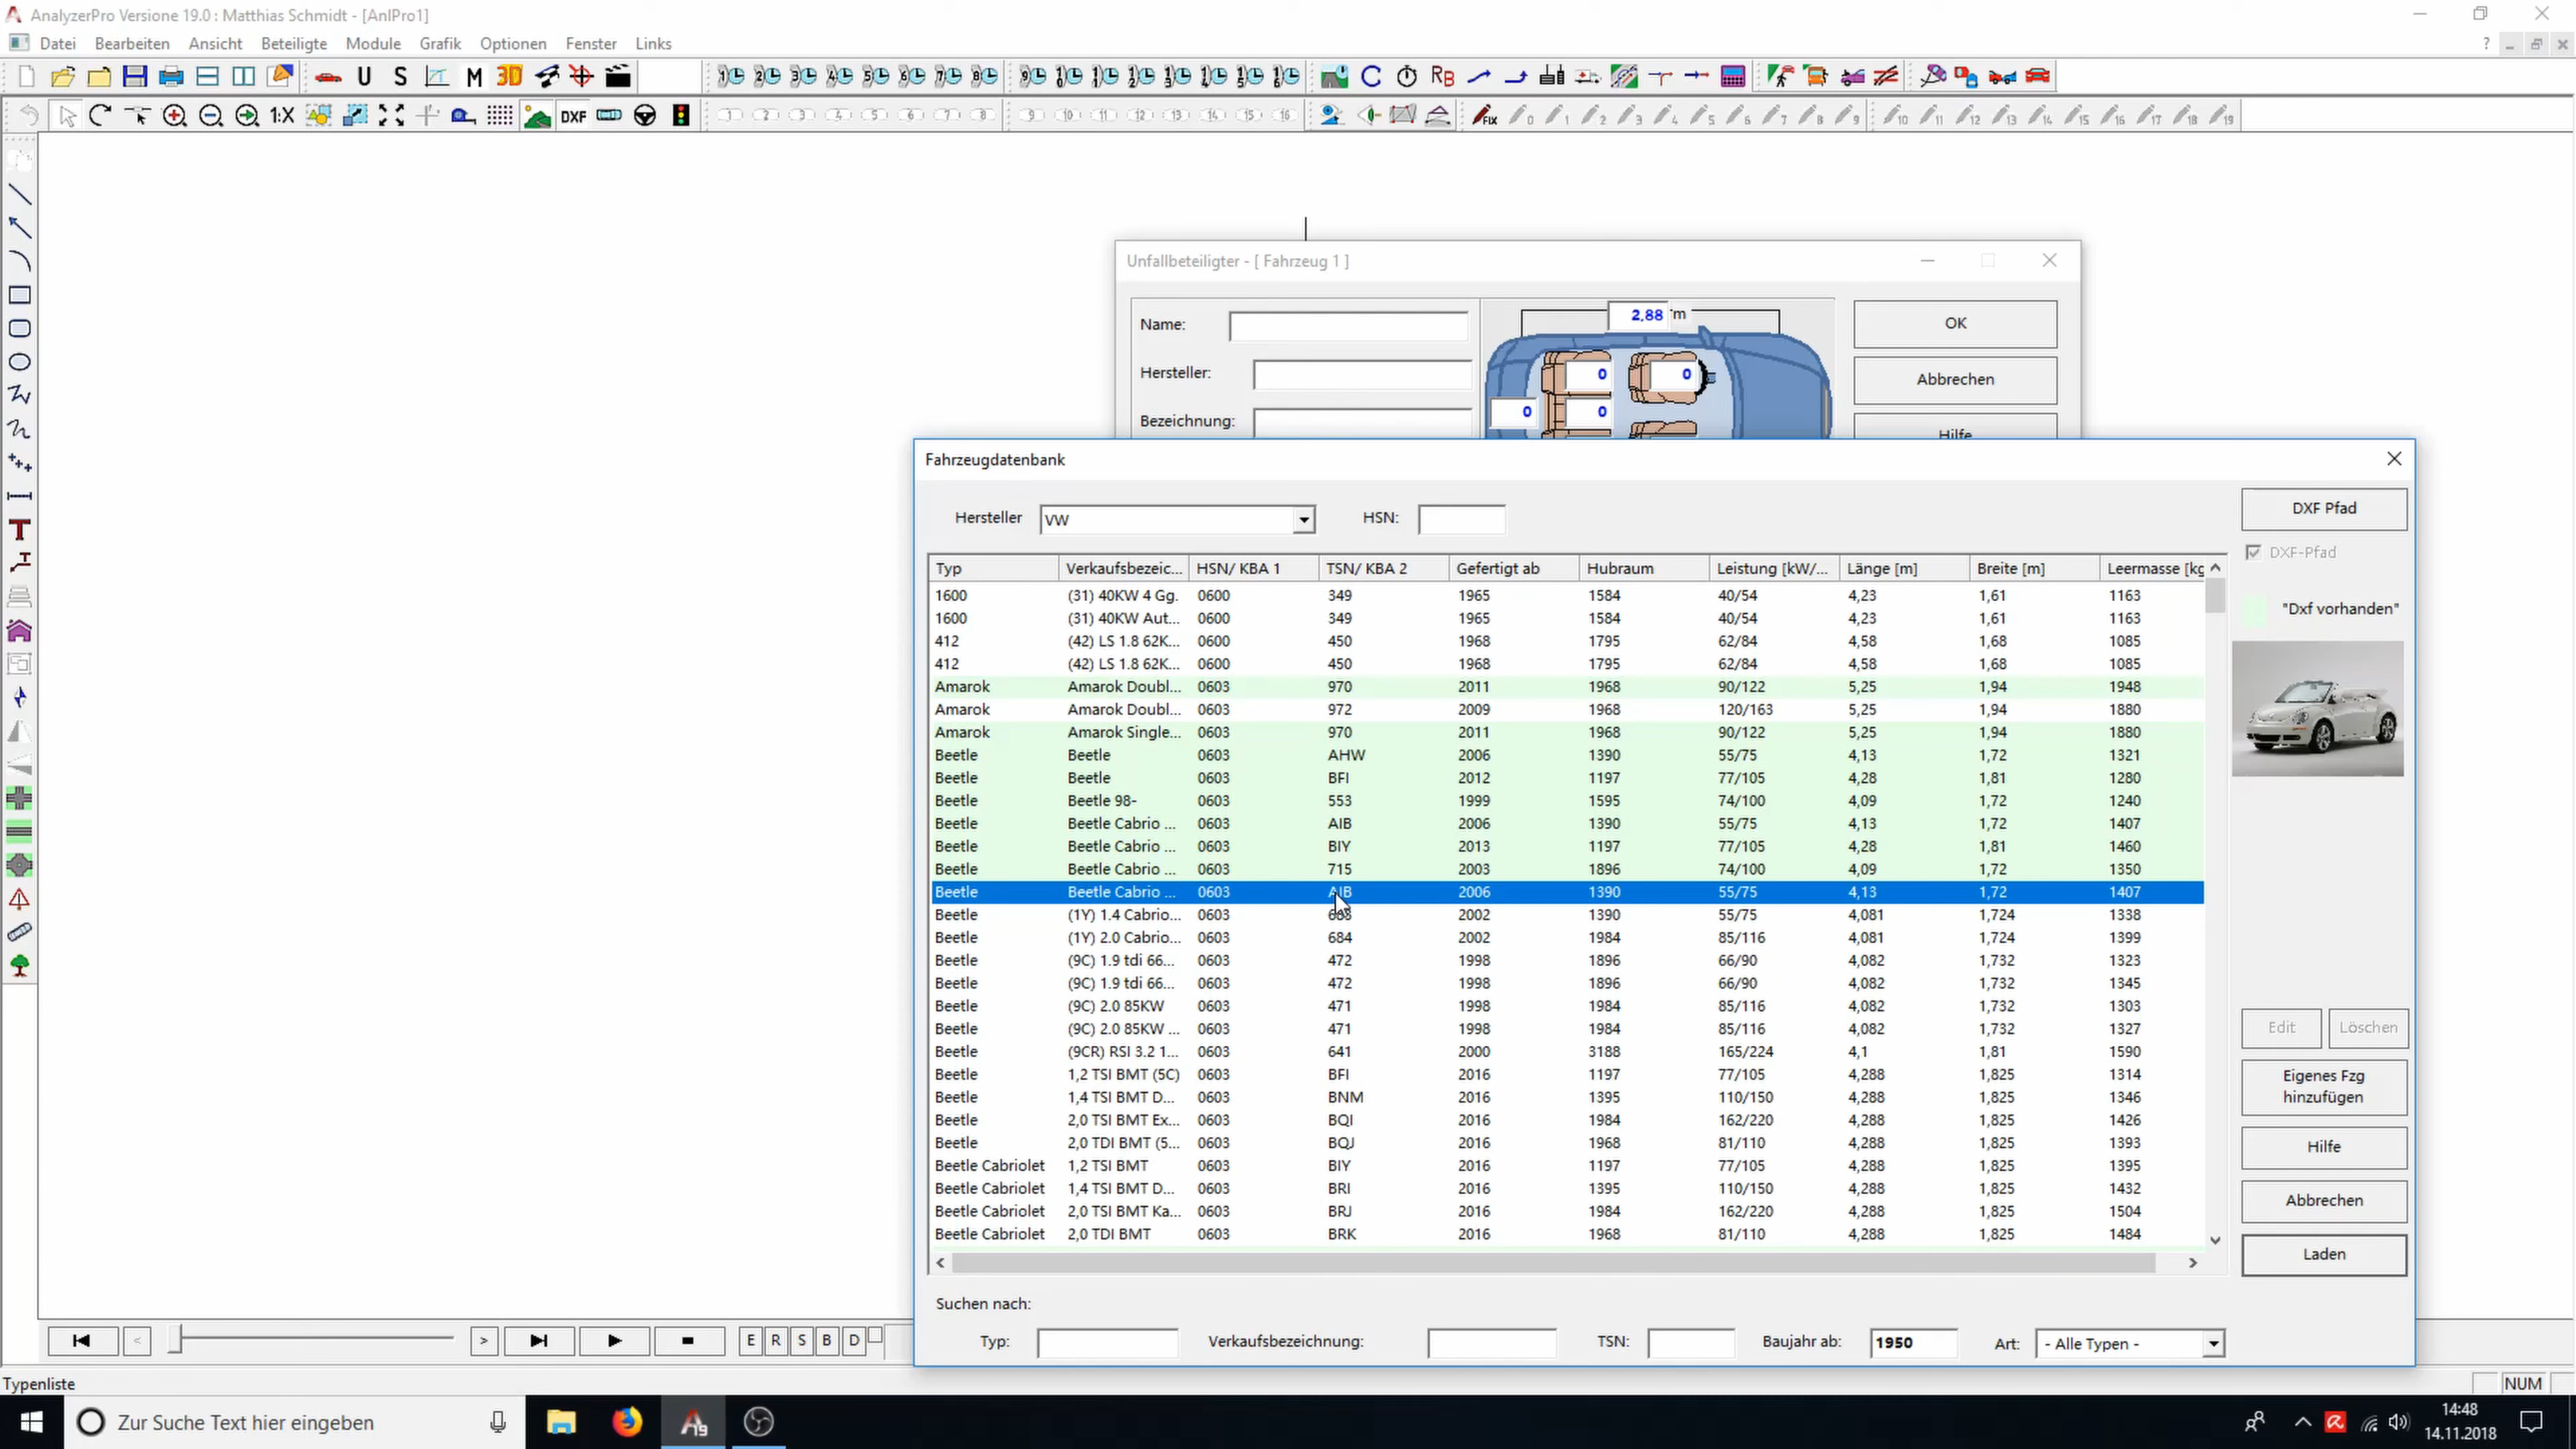 AnalyzerPro Versione 19.0 : Matthias Schmidt - [AnlPro1]
Datei Bearbeiten Ansicht Beteiligte Module Grafik Optionen Fenster Links ?
U S M 3D RB
1:X DXF FIX
Unfallbeteiligter - [ Fahrzeug 1 ]
Name: 2,88 m OK
Hersteller: 0 0 Abbrechen
Bezeichnung: 0 0 Hilfe
Fahrzeugdatenbank
Hersteller VW HSN: DXF Pfad
DXF-Pfad
Typ Verkaufsbezeic... HSN/ KBA 1 TSN/ KBA 2 Gefertigt ab Hubraum Leistung [kW/... Länge [m] Breite [m] Leermasse [kg
"Dxf vorhanden"
1600 (31) 40KW 4 Gg. 0600 349 1965 1584 40/54 4,23 1,61 1163
1600 (31) 40KW Aut... 0600 349 1965 1584 40/54 4,23 1,61 1163
412 (42) LS 1.8 62K... 0600 450 1968 1795 62/84 4,58 1,68 1085
412 (42) LS 1.8 62K... 0600 450 1968 1795 62/84 4,58 1,68 1085
Amarok Amarok Doubl... 0603 970 2011 1968 90/122 5,25 1,94 1948
Amarok Amarok Doubl... 0603 972 2009 1968 120/163 5,25 1,94 1880
Amarok Amarok Single... 0603 970 2011 1968 90/122 5,25 1,94 1880
Beetle Beetle 0603 AHW 2006 1390 55/75 4,13 1,72 1321
Beetle Beetle 0603 BFI 2012 1197 77/105 4,28 1,81 1280
Beetle Beetle 98- 0603 553 1999 1595 74/100 4,09 1,72 1240
Beetle Beetle Cabrio ... 0603 AIB 2006 1390 55/75 4,13 1,72 1407
Beetle Beetle Cabrio ... 0603 BIY 2013 1197 77/105 4,28 1,81 1460
Beetle Beetle Cabrio ... 0603 715 2003 1896 74/100 4,09 1,72 1350
Beetle Beetle Cabrio ... 0603 AIB 2006 1390 55/75 4,13 1,72 1407
Beetle (1Y) 1.4 Cabrio... 0603 2002 1390 55/75 4,081 1,724 1338
Beetle (1Y) 2.0 Cabrio... 0603 684 2002 1984 85/116 4,081 1,724 1399
Beetle (9C) 1.9 tdi 66... 0603 472 1998 1896 66/90 4,082 1,732 1323
Beetle (9C) 1.9 tdi 66... 0603 472 1998 1896 66/90 4,082 1,732 1345
Beetle (9C) 2.0 85KW 0603 471 1998 1984 85/116 4,082 1,732 1303
Beetle (9C) 2.0 85KW ... 0603 471 1998 1984 85/116 4,082 1,732 1327
Beetle (9CR) RSI 3.2 1... 0603 641 2000 3188 165/224 4,1 1,81 1590
Beetle 1,2 TSI BMT (5C) 0603 BFI 2016 1197 77/105 4,288 1,825 1314
Beetle 1,4 TSI BMT D... 0603 BNM 2016 1395 110/150 4,288 1,825 1346
Beetle 2,0 TSI BMT Ex... 0603 BQI 2016 1984 162/220 4,288 1,825 1426
Beetle 2,0 TDI BMT (5... 0603 BQJ 2016 1968 81/110 4,288 1,825 1393
Beetle Cabriolet 1,2 TSI BMT 0603 BIY 2016 1197 77/105 4,288 1,825 1395
Beetle Cabriolet 1,4 TSI BMT D... 0603 BRI 2016 1395 110/150 4,288 1,825 1432
Beetle Cabriolet 2,0 TSI BMT Ka... 0603 BRJ 2016 1984 162/220 4,288 1,825 1504
Beetle Cabriolet 2,0 TDI BMT 0603 BRK 2016 1968 81/110 4,288 1,825 1484
Edit Löschen
Eigenes Fzg
hinzufügen
Hilfe
Abbrechen
Laden
Suchen nach:
Typ: Verkaufsbezeichnung: TSN: Baujahr ab: 1950 Art: - Alle Typen -
< > E R S B D
Typenliste NUM
Zur Suche Text hier eingeben
14:48
14.11.2018